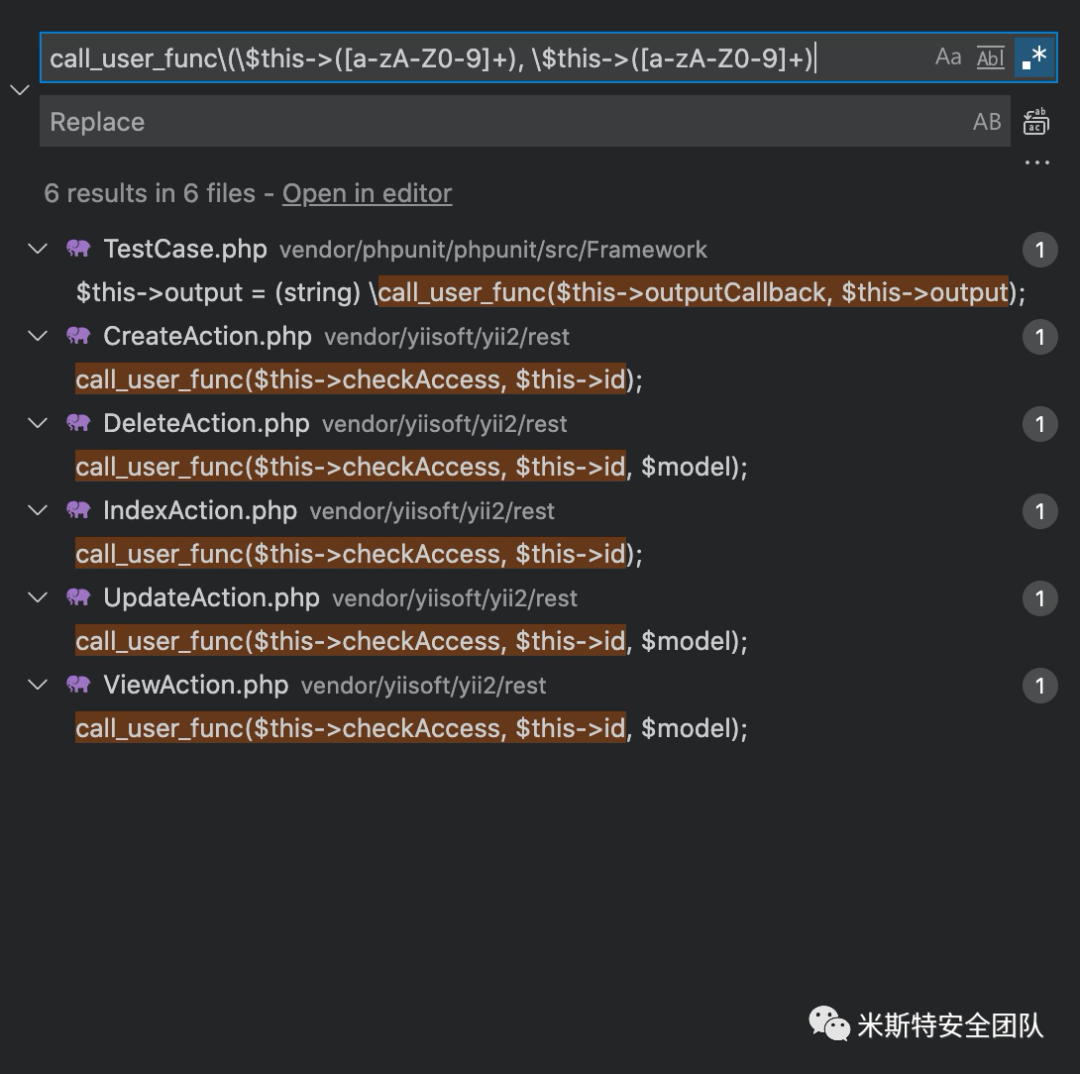 call_user_func\(\$this->([a-zA-Z0-9]+), \$this->([a-zA-Z0-9]+) Aa Abl .*
Replace AB
ab
ac
...
6 results in 6 files - Open in editor
TestCase.php vendor/phpunit/phpunit/src/Framework 1
$this->output = (string) \call_user_func($this->outputCallback, $this->output);
CreateAction.php vendor/yiisoft/yii2/rest 1
call_user_func($this->checkAccess, $this->id);
DeleteAction.php vendor/yiisoft/yii2/rest 1
call_user_func($this->checkAccess, $this->id, $model);
IndexAction.php vendor/yiisoft/yii2/rest 1
call_user_func($this->checkAccess, $this->id);
UpdateAction.php vendor/yiisoft/yii2/rest 1
call_user_func($this->checkAccess, $this->id, $model);
ViewAction.php vendor/yiisoft/yii2/rest 1
call_user_func($this->checkAccess, $this->id, $model);
米斯特安全团队